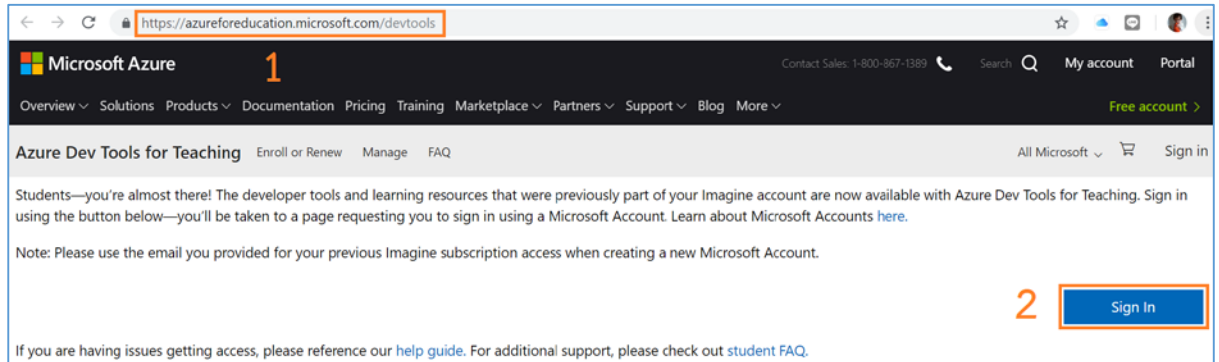 https://azureforeducation.microsoft.com/devtools
Microsoft Azure
1
Contact Sales: 1-800-867-1389
Search
My account
Portal
Overview Solutions Products Documentation Pricing Training Marketplace Partners Support Blog More
Free account >
Azure Dev Tools for Teaching Enroll or Renew Manage FAQ
All Microsoft
Sign in
Students—you're almost there! The developer tools and learning resources that were previously part of your Imagine account are now available with Azure Dev Tools for Teaching. Sign in
using the button below—you'll be taken to a page requesting you to sign in using a Microsoft Account. Learn about Microsoft Accounts here.
Note: Please use the email you provided for your previous Imagine subscription access when creating a new Microsoft Account.
2
Sign In
If you are having issues getting access, please reference our help guide. For additional support, please check out student FAQ.